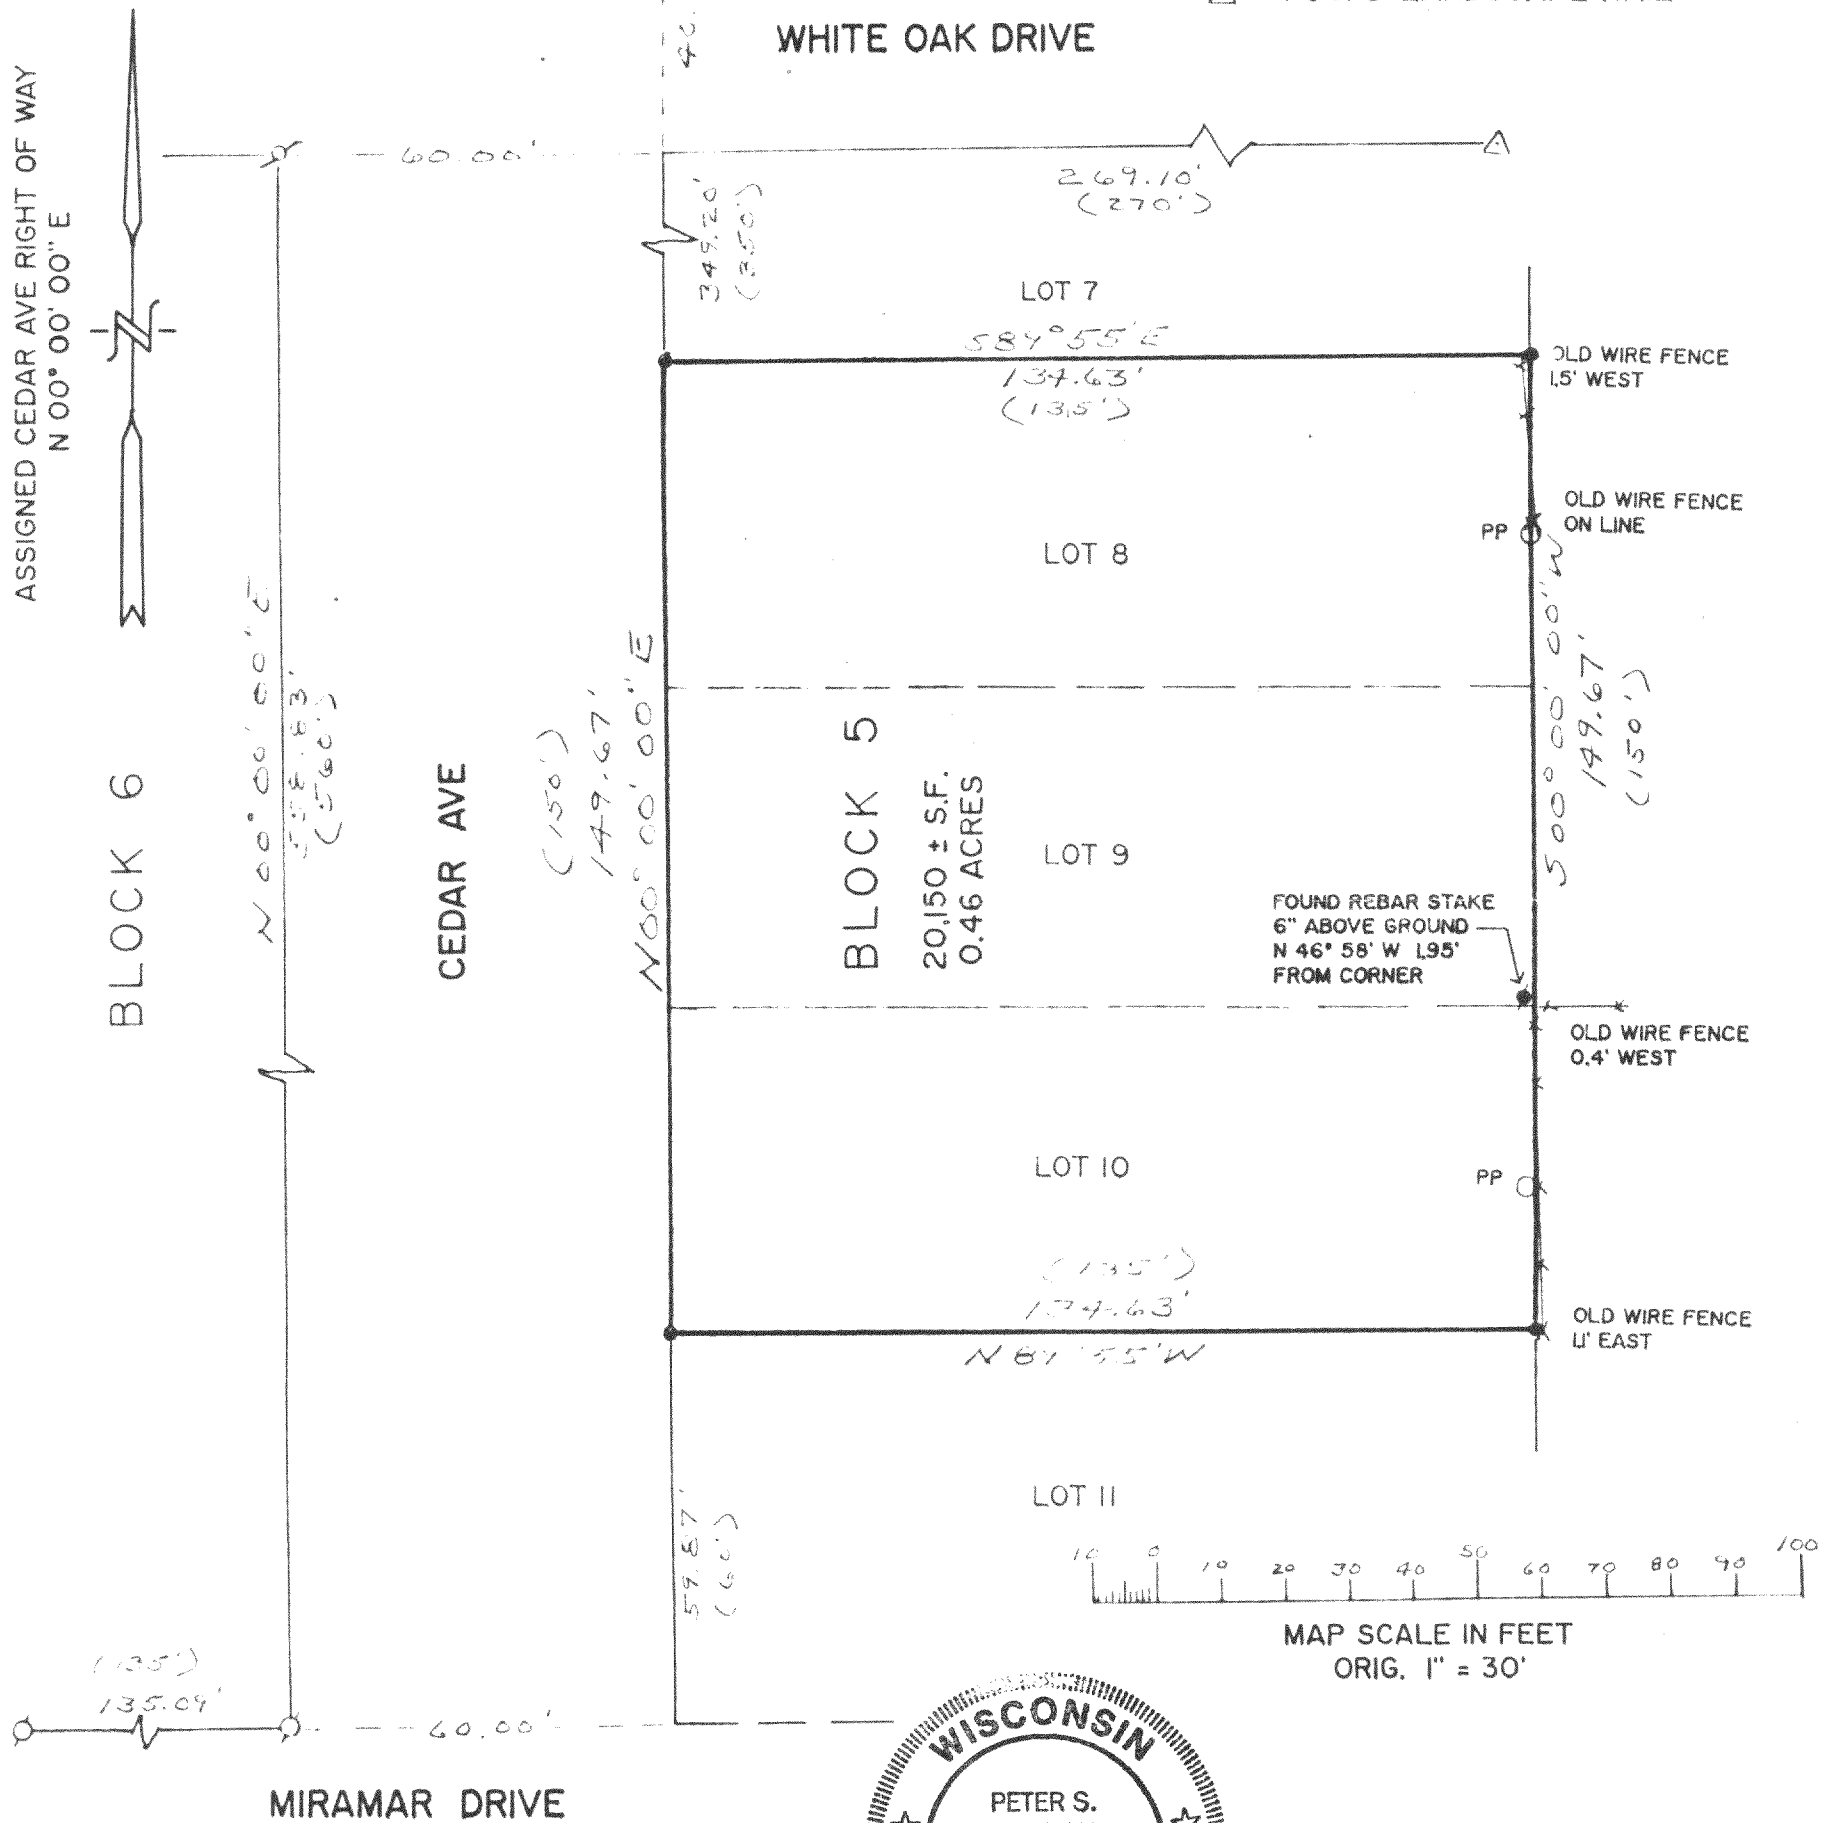 WHITE OAK DRIVE
40.
ASSIGNED CEDAR AVE RIGHT OF WAY
N 00° 00' 00" E
60.00'
269.10'
(270')
349.20'
(350')
LOT 7
S89°55'E
134.63'
(135')
OLD WIRE FENCE
1.5' WEST
OLD WIRE FENCE
ON LINE
PP
LOT 8
N 00° 00' 00" E
558.83'
(560')
BLOCK 6
CEDAR AVE
(150')
149.67'
N00° 00' 00" E
BLOCK 5
20,150 ± S.F.
0.46 ACRES
LOT 9
S00° 00' 00" W
149.67'
(150')
FOUND REBAR STAKE
6" ABOVE GROUND
N 46° 58' W 1.95'
FROM CORNER
OLD WIRE FENCE
0.4' WEST
LOT 10
PP
(135')
134.63'
N 89°55'W
OLD WIRE FENCE
1.1' EAST
LOT 11
59.87'
(60')
10 0 10 20 30 40 50 60 70 80 90 100
MAP SCALE IN FEET
ORIG. 1" = 30'
(135')
135.09'
60.00'
MIRAMAR DRIVE
WISCONSIN
PETER S.